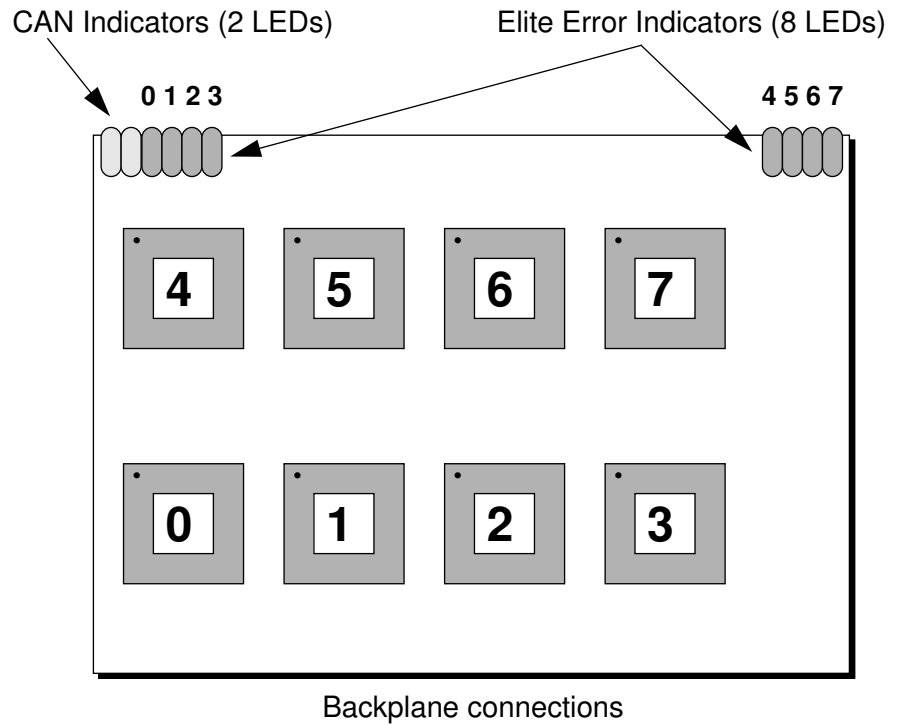 CAN Indicators (2 LEDs) Elite Error Indicators (8 LEDs)
0 1 2 3 4 5 6 7
4 5 6 7
0 1 2 3
Backplane connections